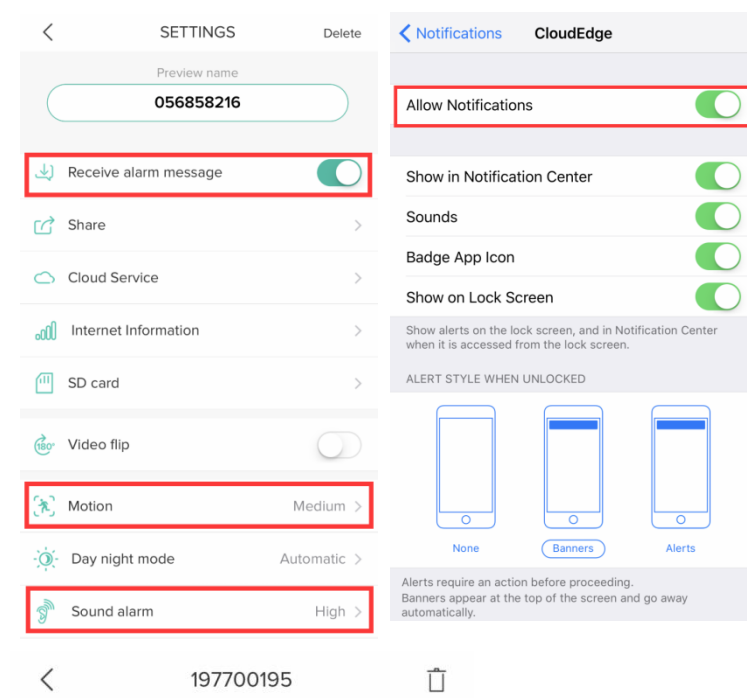 SETTINGS Delete
Preview name
056858216
Receive alarm message
Share
Cloud Service
Internet Information
SD card
180° Video flip
Motion Medium
Day night mode Automatic
Sound alarm High
Notifications CloudEdge
Allow Notifications
Show in Notification Center
Sounds
Badge App Icon
Show on Lock Screen
Show alerts on the lock screen, and in Notification Center
when it is accessed from the lock screen.
ALERT STYLE WHEN UNLOCKED
None Banners Alerts
Alerts require an action before proceeding.
Banners appear at the top of the screen and go away
automatically.
197700195